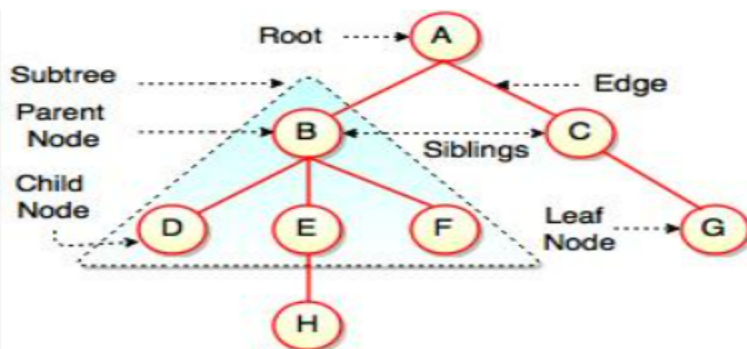 Root
A
Subtree
Edge
Parent
Node
B
Siblings
C
Child
Node
D
E
F
Leaf
Node
G
H